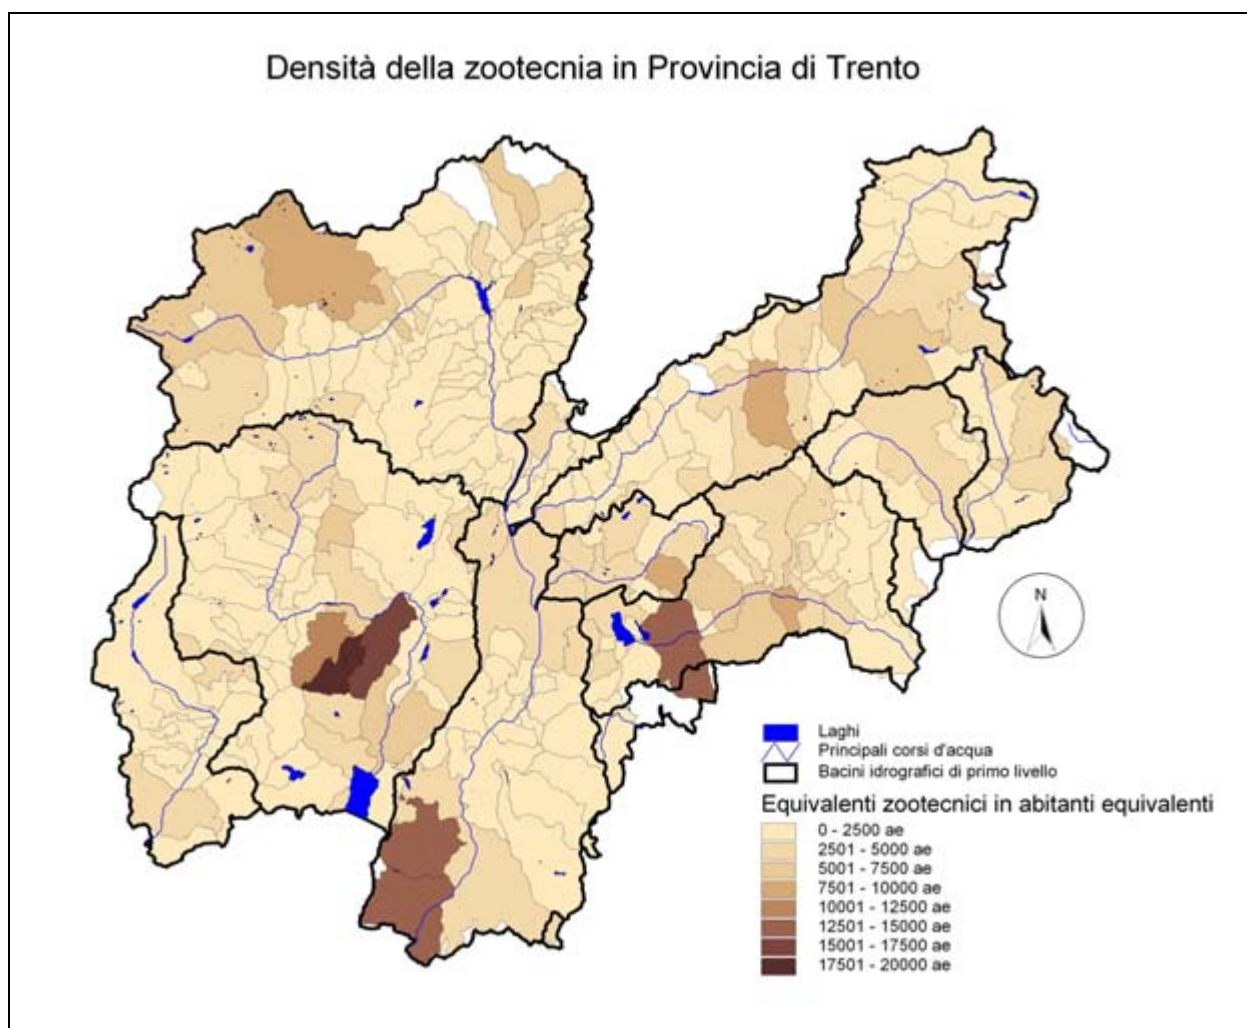 Densità della zootecnia in Provincia di Trento
N
Laghi
Principali corsi d'acqua
Bacini idrografici di primo livello
Equivalenti zootecnici in abitanti equivalenti
0 - 2500 ae
2501 - 5000 ae
5001 - 7500 ae
7501 - 10000 ae
10001 - 12500 ae
12501 - 15000 ae
15001 - 17500 ae
17501 - 20000 ae